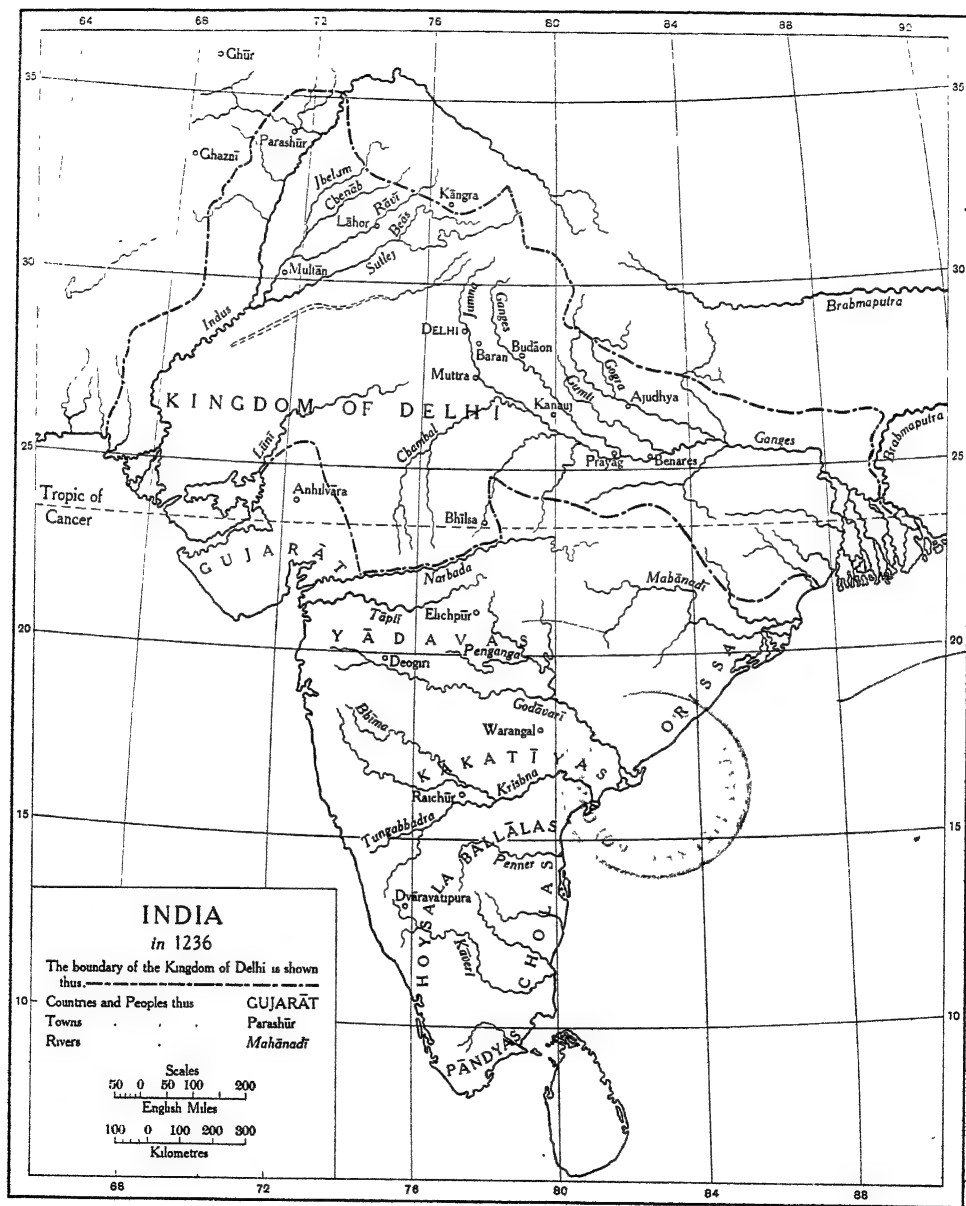 64 68 72 76 80 84 88 92
Ghūr
35
35
Parashūr
Ghaznī
Jhelum
Chenāb
Rāvī
Kāngra
Lāhor
Beās
Sutlej
Multān
30
30
Indus
Jumna
Ganges
Brahmaputra
DELHI
Baran
Budāon
Muttra
Gogra
Gumti
Ajudhya
Kanauj
KINGDOM OF DELHI
Lūnī
Chambal
Ganges
Brahmaputra
25
25
Prayāg
Benares
Anhilvāra
Tropic of
Cancer
Bhīlsa
GUJARĀT
Narbada
Mahānadī
Tāptī
Elichpūr
20
20
YĀDAVAS
Penganga
Deogiri
ORISSA
Godāvarī
Bhīma
Warangal
KĀKATĪYAS
Krishna
Raichūr
15
15
Tungabhadra
HOYSALA BALLĀLAS
Penner
Dvāravatipura
CHOLAS
Kāveri
10
10
PĀNDYAS
INDIA
in 1236
The boundary of the Kingdom of Delhi is shown
thus.
Countries and Peoples thus GUJARĀT
Towns . . . Parashūr
Rivers . Mahānadī
Scales
50 0 50 100 200
English Miles
100 0 100 200 300
Kilometres
68 72 76 80 84 88